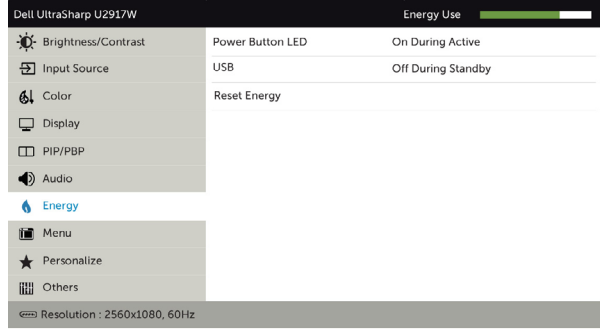 Dell UltraSharp U2917W Energy Use
Brightness/Contrast Power Button LED On During Active
Input Source USB Off During Standby
Color Reset Energy
Display
PIP/PBP
Audio
Energy
Menu
Personalize
Others
Resolution : 2560x1080, 60Hz